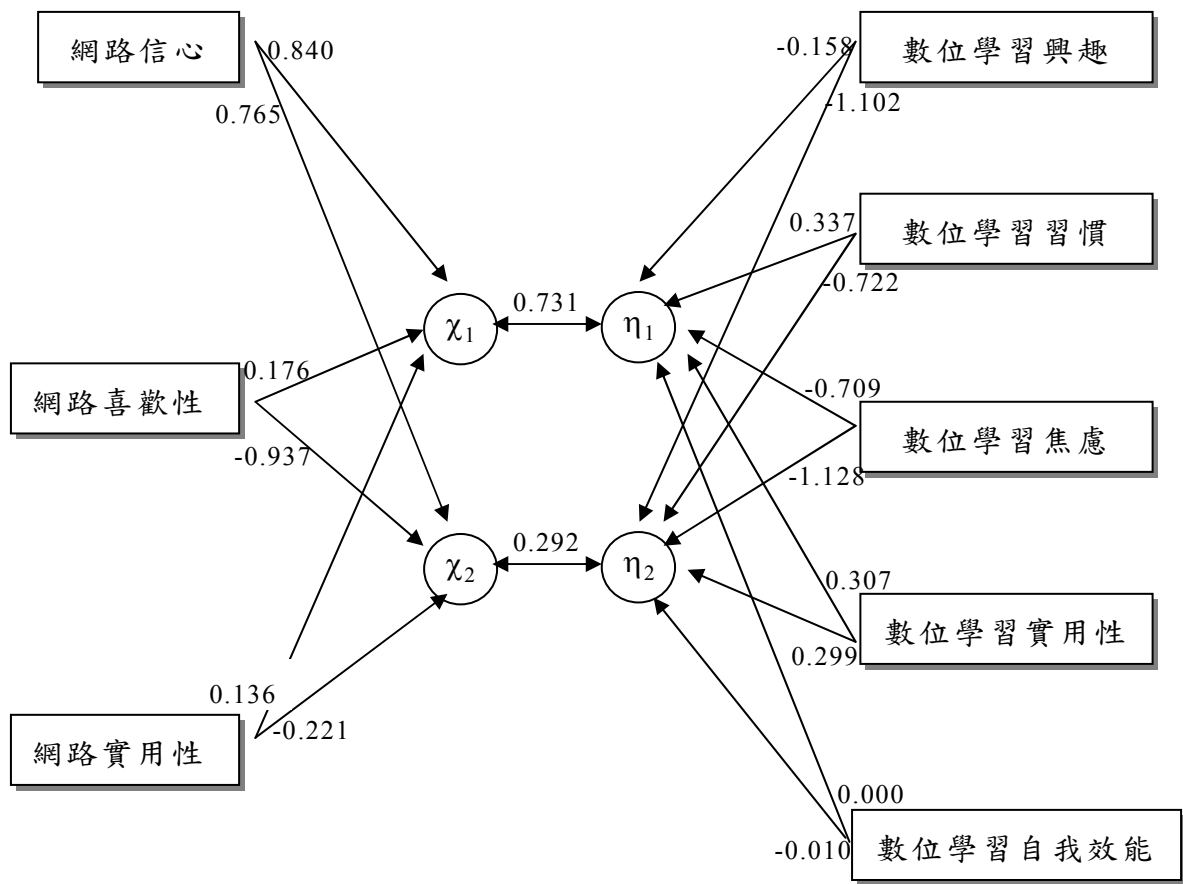 網路信心
0.840
0.765
-0.158
數位學習興趣
-1.102
0.337
數位學習習慣
-0.722
χ1
0.731
η1
網路喜歡性
0.176
-0.937
-0.709
數位學習焦慮
-1.128
χ2
0.292
η2
0.307
數位學習實用性
0.299
0.136
網路實用性
-0.221
0.000
-0.010
數位學習自我效能